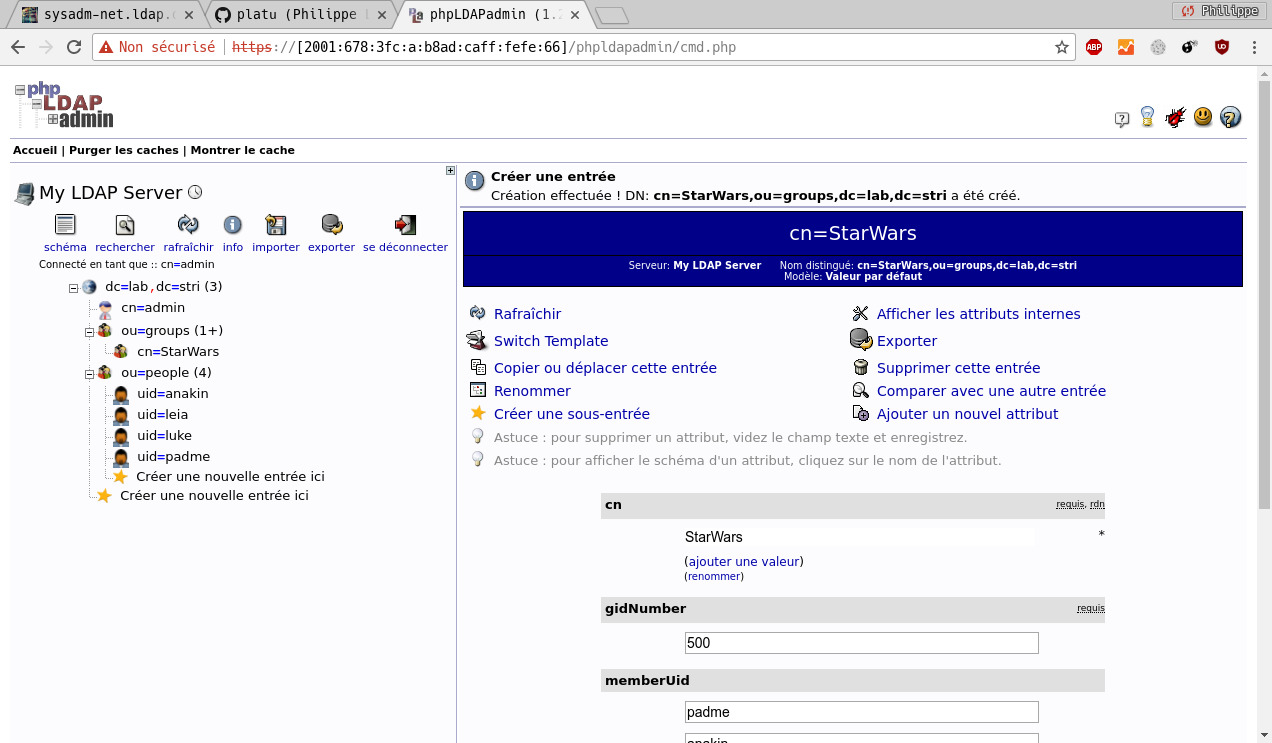 sysadm-net.ldap.
platu (Philippe
phpLDAPadmin (1.2
Philippe
Non sécurisé https://[2001:678:3fc:a:b8ad:caff:fefe:66]/phpldapadmin/cmd.php
ABP
php
LDAP
admin
Accueil | Purger les caches | Montrer le cache
My LDAP Server
schéma rechercher rafraîchir info importer exporter se déconnecter
Connecté en tant que :: cn=admin
dc=lab,dc=stri (3)
cn=admin
ou=groups (1+)
cn=StarWars
ou=people (4)
uid=anakin
uid=leia
uid=luke
uid=padme
Créer une nouvelle entrée ici
Créer une nouvelle entrée ici
Créer une entrée
Création effectuée ! DN: cn=StarWars,ou=groups,dc=lab,dc=stri a été créé.
cn=StarWars
Serveur: My LDAP Server Nom distingué: cn=StarWars,ou=groups,dc=lab,dc=stri
Modèle: Valeur par défaut
Rafraîchir Afficher les attributs internes
Switch Template Exporter
Copier ou déplacer cette entrée Supprimer cette entrée
Renommer Comparer avec une autre entrée
Créer une sous-entrée Ajouter un nouvel attribut
Astuce : pour supprimer un attribut, videz le champ texte et enregistrez.
Astuce : pour afficher le schéma d'un attribut, cliquez sur le nom de l'attribut.
cn requis, rdn
StarWars *
(ajouter une valeur)
(renommer)
gidNumber requis
500
memberUid
padme
anakin